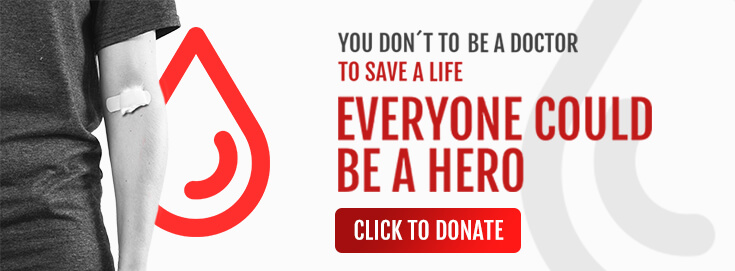 YOU DON´T TO BE A DOCTOR
TO SAVE A LIFE
EVERYONE COULD
BE A HERO
CLICK TO DONATE